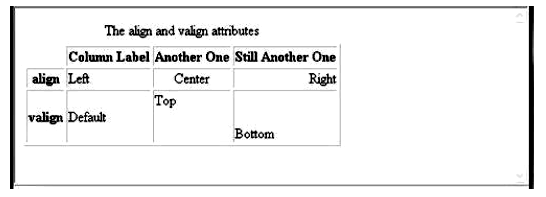 The align and valign attributes
Column Label Another One Still Another One
align Left Center Right
valign Default Top Bottom